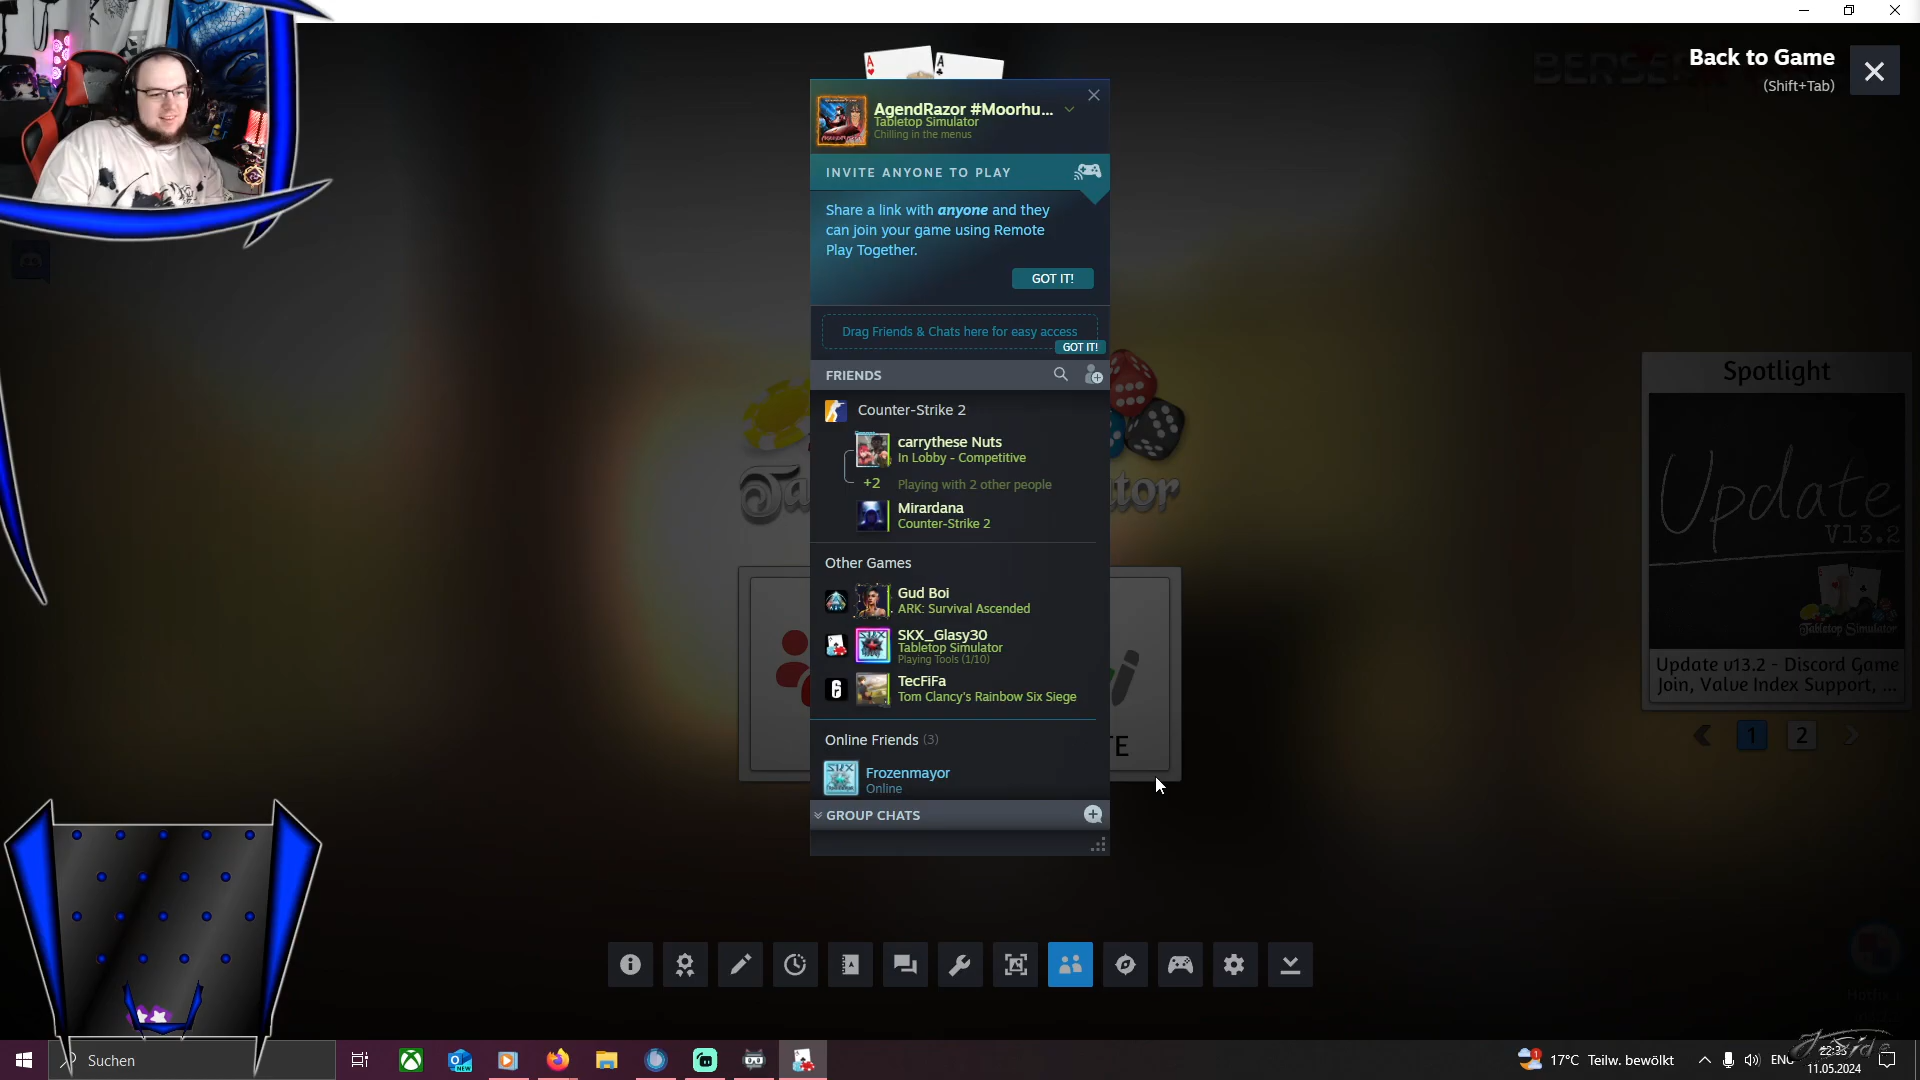 Back to Game
(Shift+Tab)
AgendRazor #Moorhu...
Tabletop Simulator
Chilling in the menus
INVITE ANYONE TO PLAY
Share a link with anyone and they
can join your game using Remote
Play Together.
GOT IT!
Drag Friends & Chats here for easy access
GOT IT!
FRIENDS
Counter-Strike 2
carrythese Nuts
In Lobby - Competitive
+2 Playing with 2 other people
Mirardana
Counter-Strike 2
Other Games
Gud Boi
ARK: Survival Ascended
SKX_Glasy30
Tabletop Simulator
Playing Tools (1/10)
TecFiFa
Tom Clancy's Rainbow Six Siege
Online Friends (3)
Frozenmayor
Online
GROUP CHATS
Spotlight
Update
V13.2
Tabletop Simulator
Update v13.2 - Discord Game
Join, Valve Index Support, ...
1 2
Suchen
17°C Teilw. bewölkt
22:33
11.05.2024